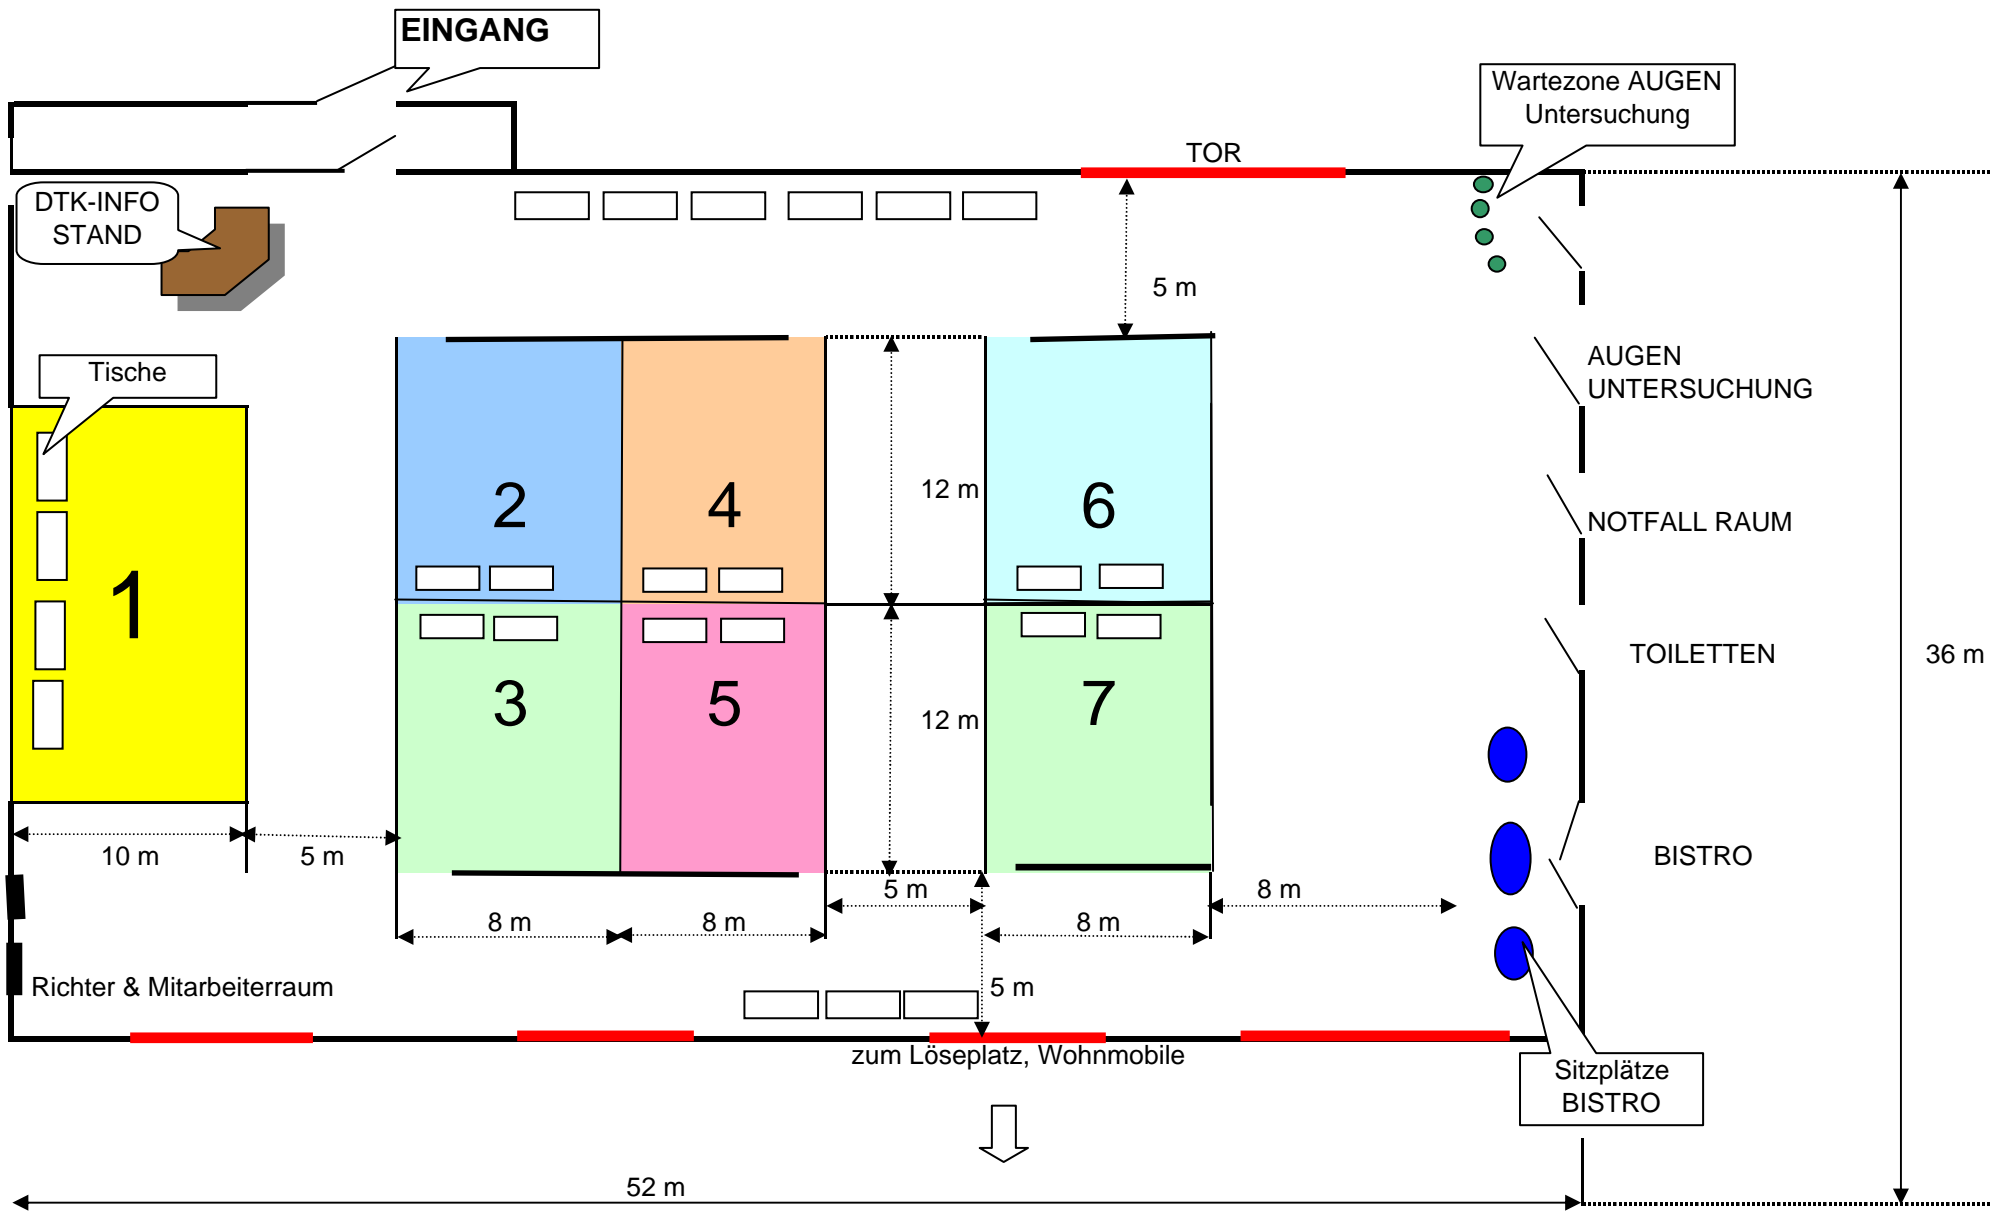 EINGANG
Wartezone AUGEN
Untersuchung
TOR
DTK-INFO
STAND
5 m
Tische
AUGEN
UNTERSUCHUNG
2
4
6
12 m
NOTFALL RAUM
1
TOILETTEN
36 m
3
5
7
12 m
10 m
5 m
BISTRO
5 m
8 m
8 m
8 m
8 m
Richter & Mitarbeiterraum
5 m
zum Löseplatz, Wohnmobile
Sitzplätze
BISTRO
52 m